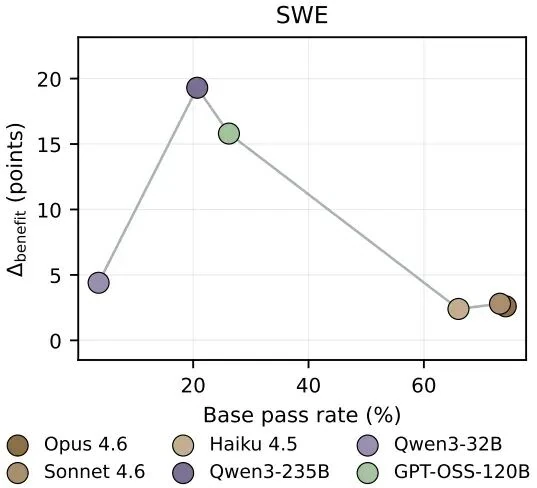 SWE
20
15
10
5
0
Δbenefit (points)
20 40 60
Base pass rate (%)
Opus 4.6 Haiku 4.5 Qwen3-32B
Sonnet 4.6 Qwen3-235B GPT-OSS-120B